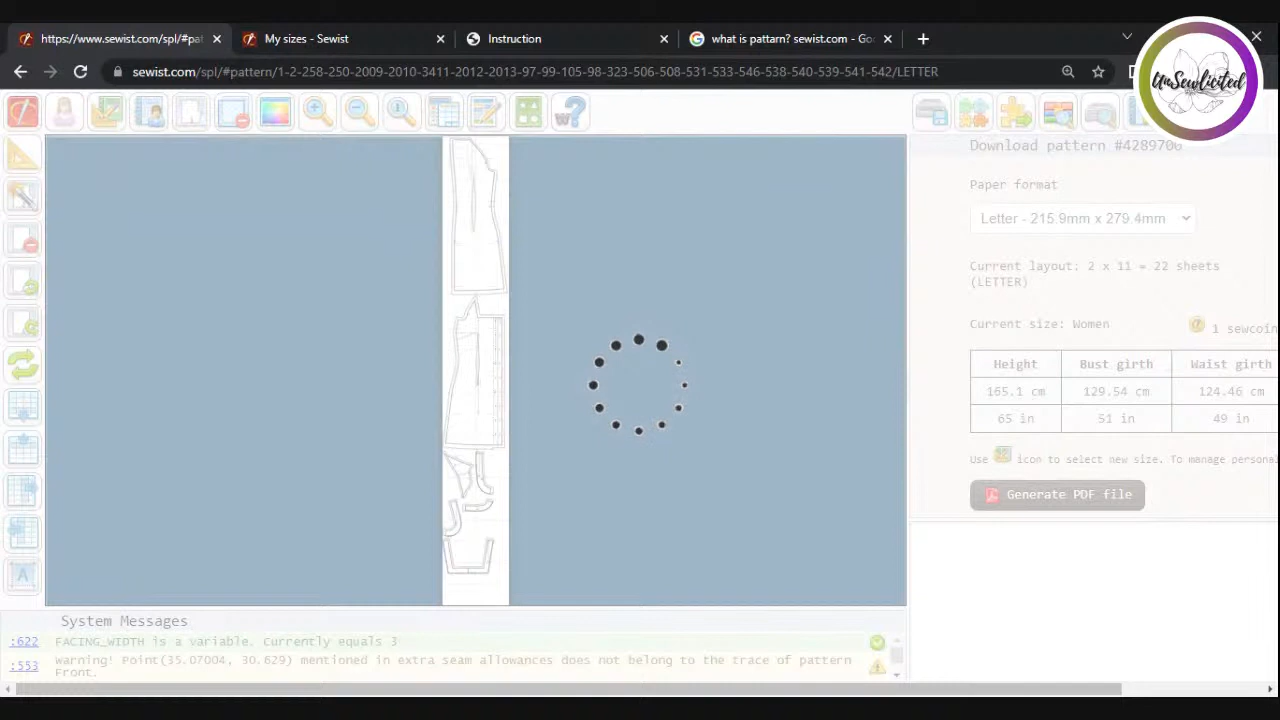 https://www.sewist.com/spl/#pat
My sizes - Sewist
Instruction
what is pattarn? sewist.com - Go
sewist.com/spl/#pattern/1-2-258-250-2009-2010-3411-2012-2013-97-99-105-98-323-506-508-531-533-546-538-540-539-541-542/LETTER
UnSewlicited
Download pattern #4289700
Paper format
Letter - 215.9mm x 279.4mm
Current layout: 2 x 11 = 22 sheets
(LETTER)
Current size: Women
1 sewcoin
Height Bust girth Waist girth
165.1 cm 129.54 cm 124.46 cm
65 in 51 in 49 in
Use icon to select new size. To manage persona
Generate PDF file
System Messages
:622 FACING_WIDTH is a variable. Currently equals 3
:553 Warning! Point(35.07004, 30.629) mentioned in extra seam allowances does not belong to the trace of pattern
Front.